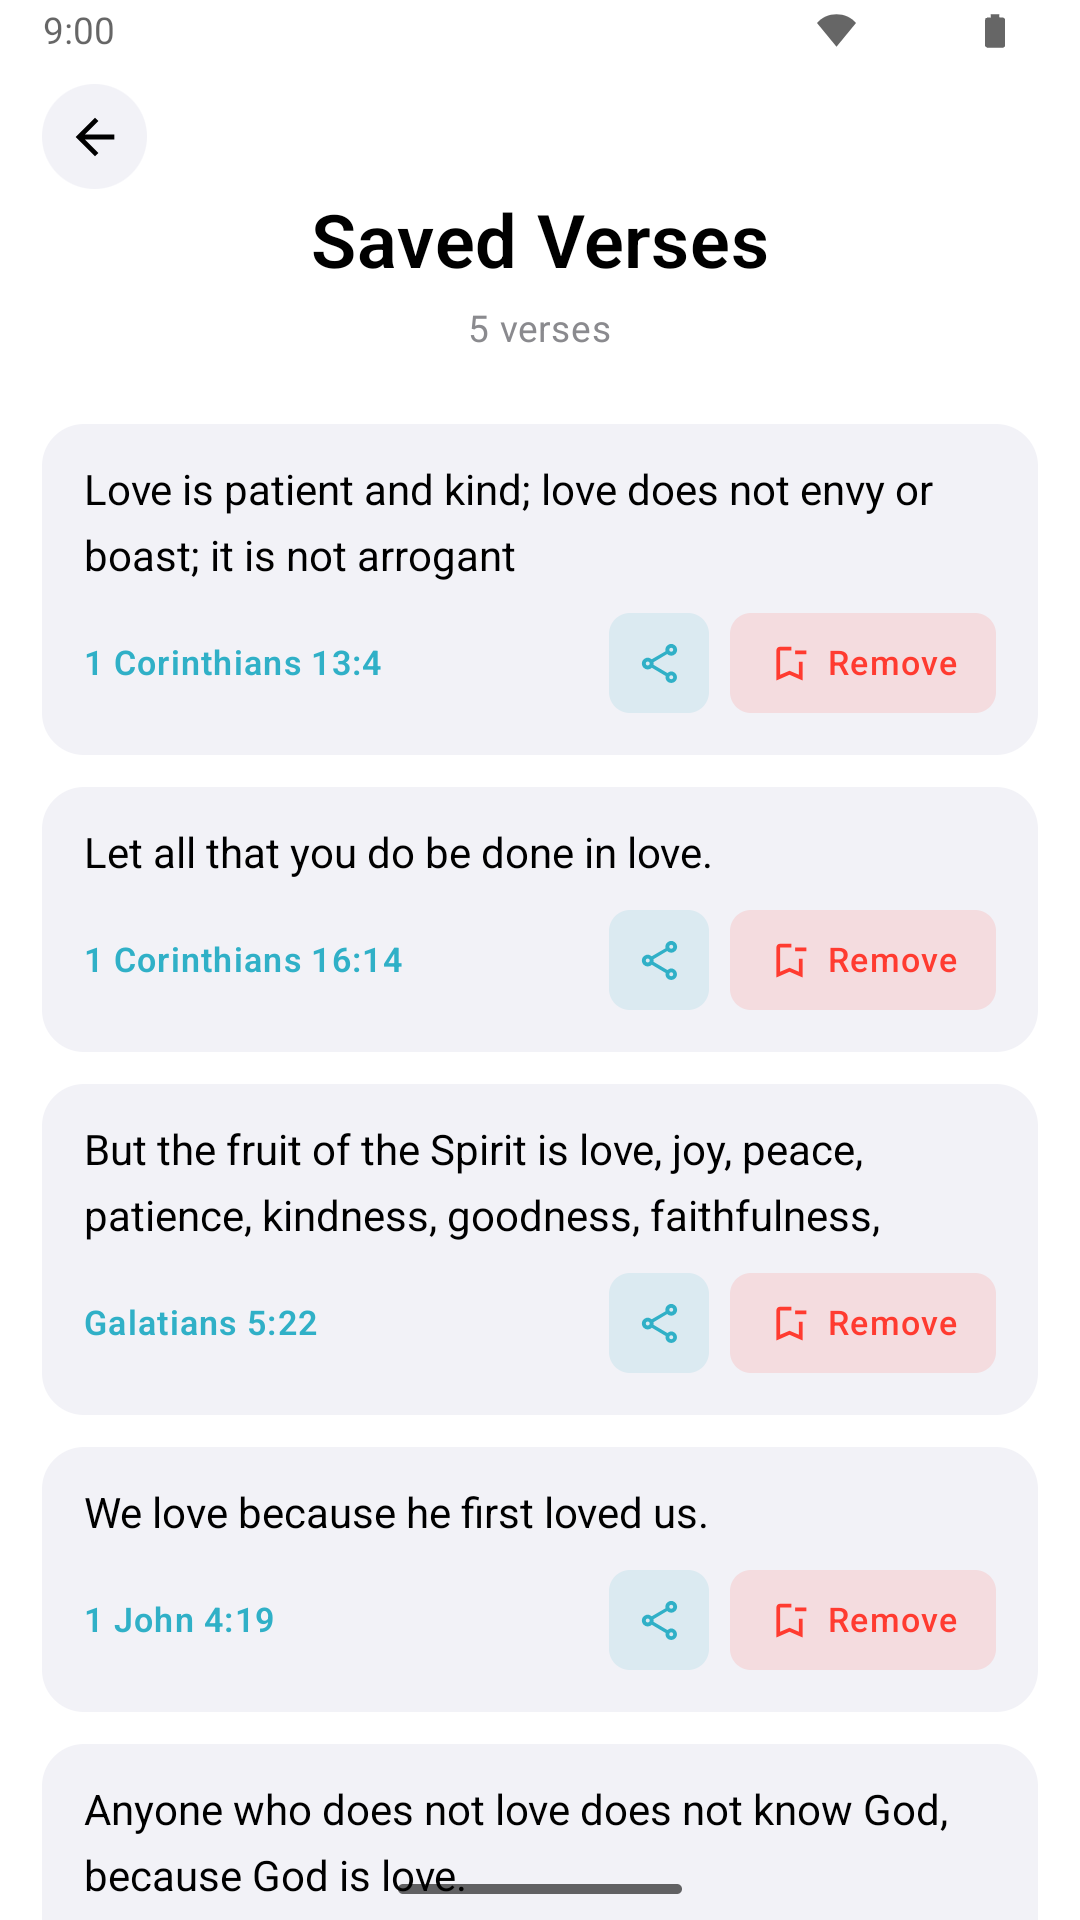 9:00
Saved Verses
5 verses
Love is patient and kind; love does not envy or
boast; it is not arrogant
1 Corinthians 13:4
Remove
Let all that you do be done in love.
1 Corinthians 16:14
Remove
But the fruit of the Spirit is love, joy, peace,
patience, kindness, goodness, faithfulness,
Galatians 5:22
Remove
We love because he first loved us.
1 John 4:19
Remove
Anyone who does not love does not know God,
because God is love.